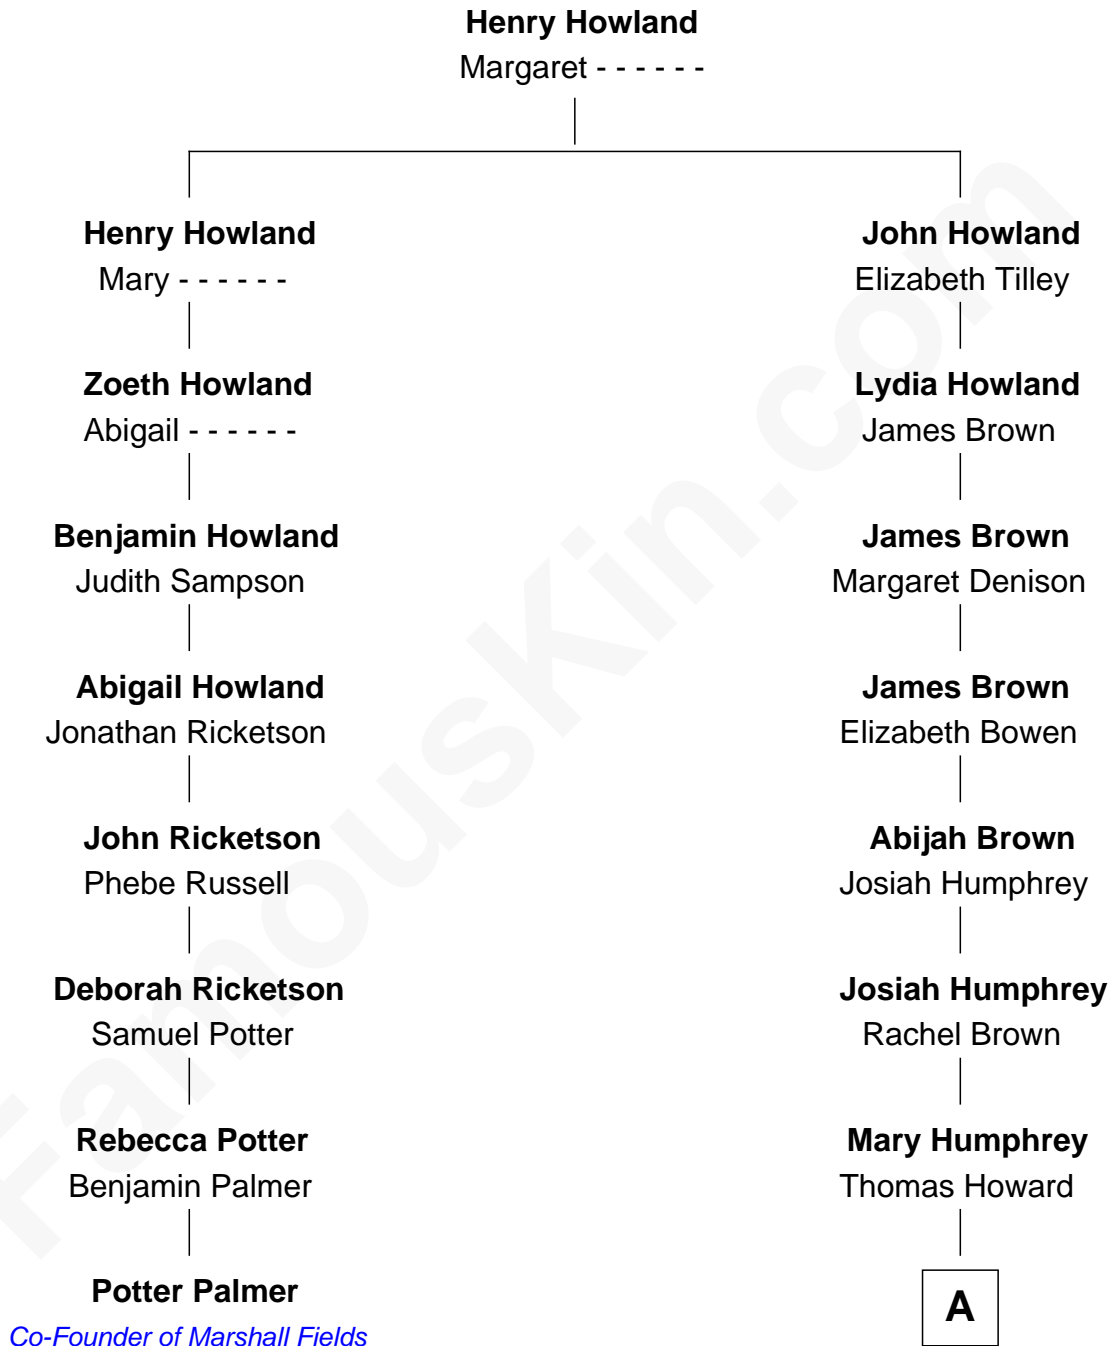 Henry Howland
Margaret - - - - - -
Henry Howland
Mary - - - - - -
John Howland
Elizabeth Tilley
Zoeth Howland
Abigail - - - - - -
Lydia Howland
James Brown
Benjamin Howland
Judith Sampson
James Brown
Margaret Denison
Abigail Howland
Jonathan Ricketson
James Brown
Elizabeth Bowen
John Ricketson
Phebe Russell
Abijah Brown
Josiah Humphrey
Deborah Ricketson
Samuel Potter
Josiah Humphrey
Rachel Brown
Rebecca Potter
Benjamin Palmer
Mary Humphrey
Thomas Howard
Potter Palmer
Co-Founder of Marshall Fields
A
FamousKin.com